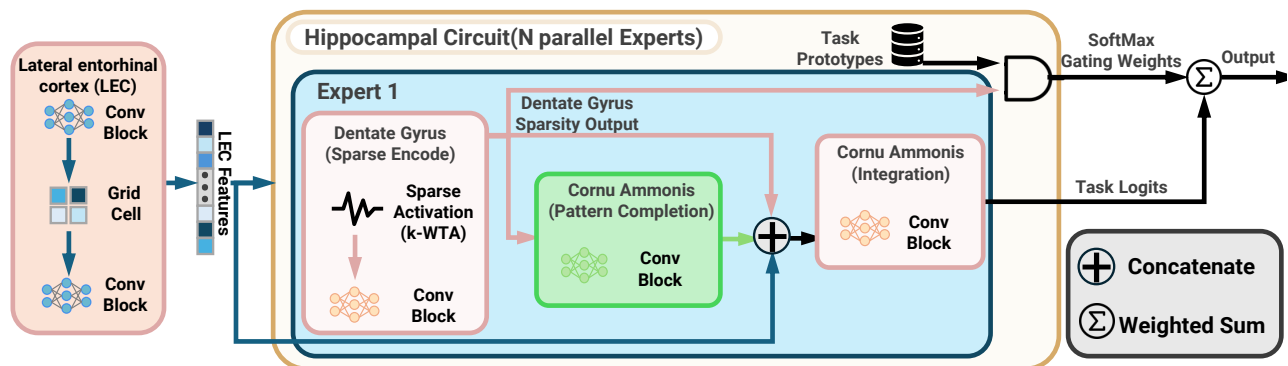 Lateral entorhinal
cortex (LEC)
Conv
Block
Grid
Cell
Conv
Block
LEC Features
Hippocampal Circuit(N parallel Experts)
Expert 1
Dentate Gyrus
(Sparse Encode)
Sparse
Activation
(k-WTA)
Conv
Block
Dentate Gyrus
Sparsity Output
Cornu Ammonis
(Pattern Completion)
Conv
Block
Cornu Ammonis
(Integration)
Conv
Block
Task
Prototypes
SoftMax
Gating Weights
Σ
Output
Task Logits
Concatenate
Σ Weighted Sum